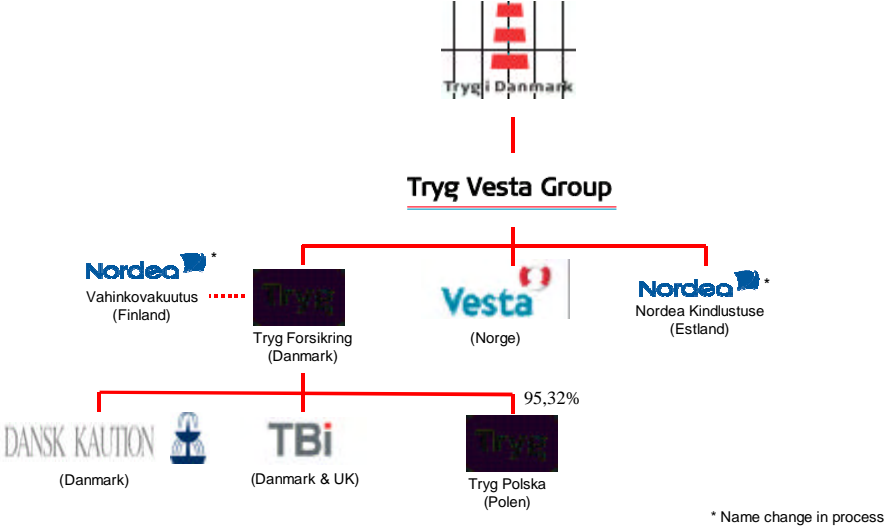 Tryg i Danmark
Tryg Vesta Group
Nordea *
Vahinkovakuutus
(Finland)
Tryg
Tryg Forsikring
(Danmark)
Vesta
(Norge)
Nordea *
Nordea Kindlustuse
(Estland)
95,32%
DANSK KAUTION
(Danmark)
TBi
(Danmark & UK)
Tryg
Tryg Polska
(Polen)
* Name change in process